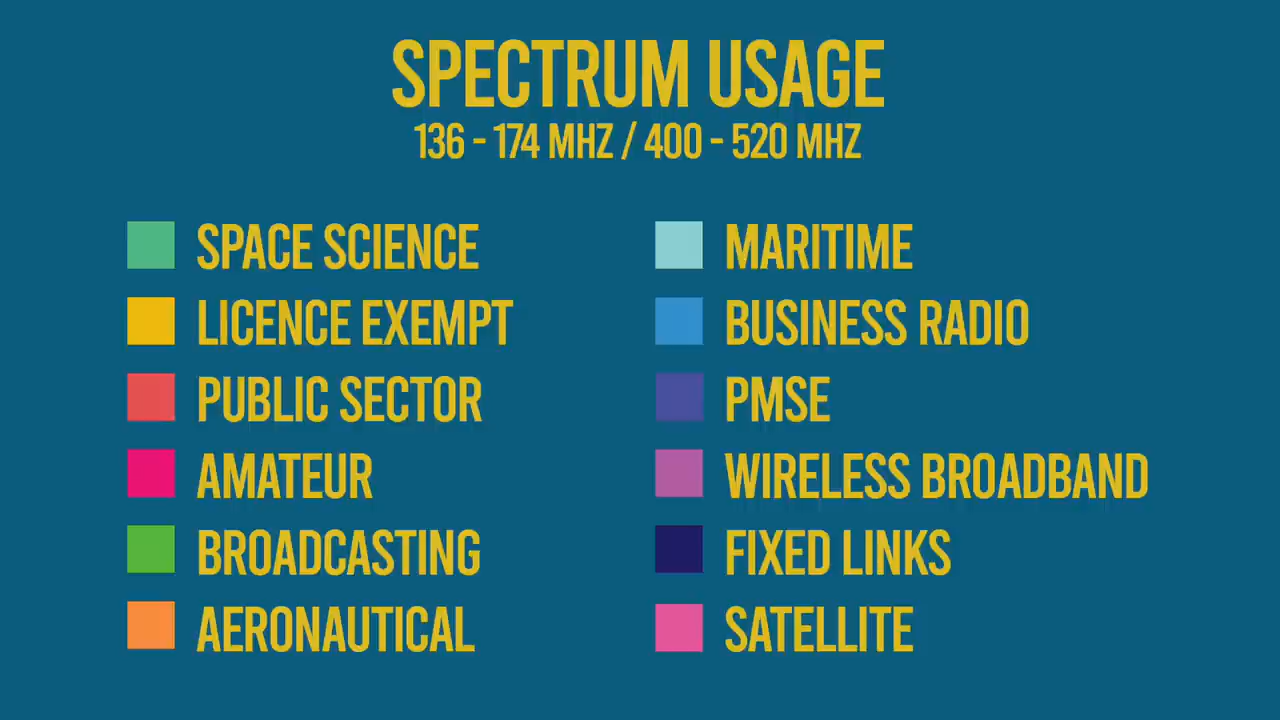 SPECTRUM USAGE
136 - 174 MHZ / 400 - 520 MHZ
SPACE SCIENCE
LICENCE EXEMPT
PUBLIC SECTOR
AMATEUR
BROADCASTING
AERONAUTICAL
MARITIME
BUSINESS RADIO
PMSE
WIRELESS BROADBAND
FIXED LINKS
SATELLITE